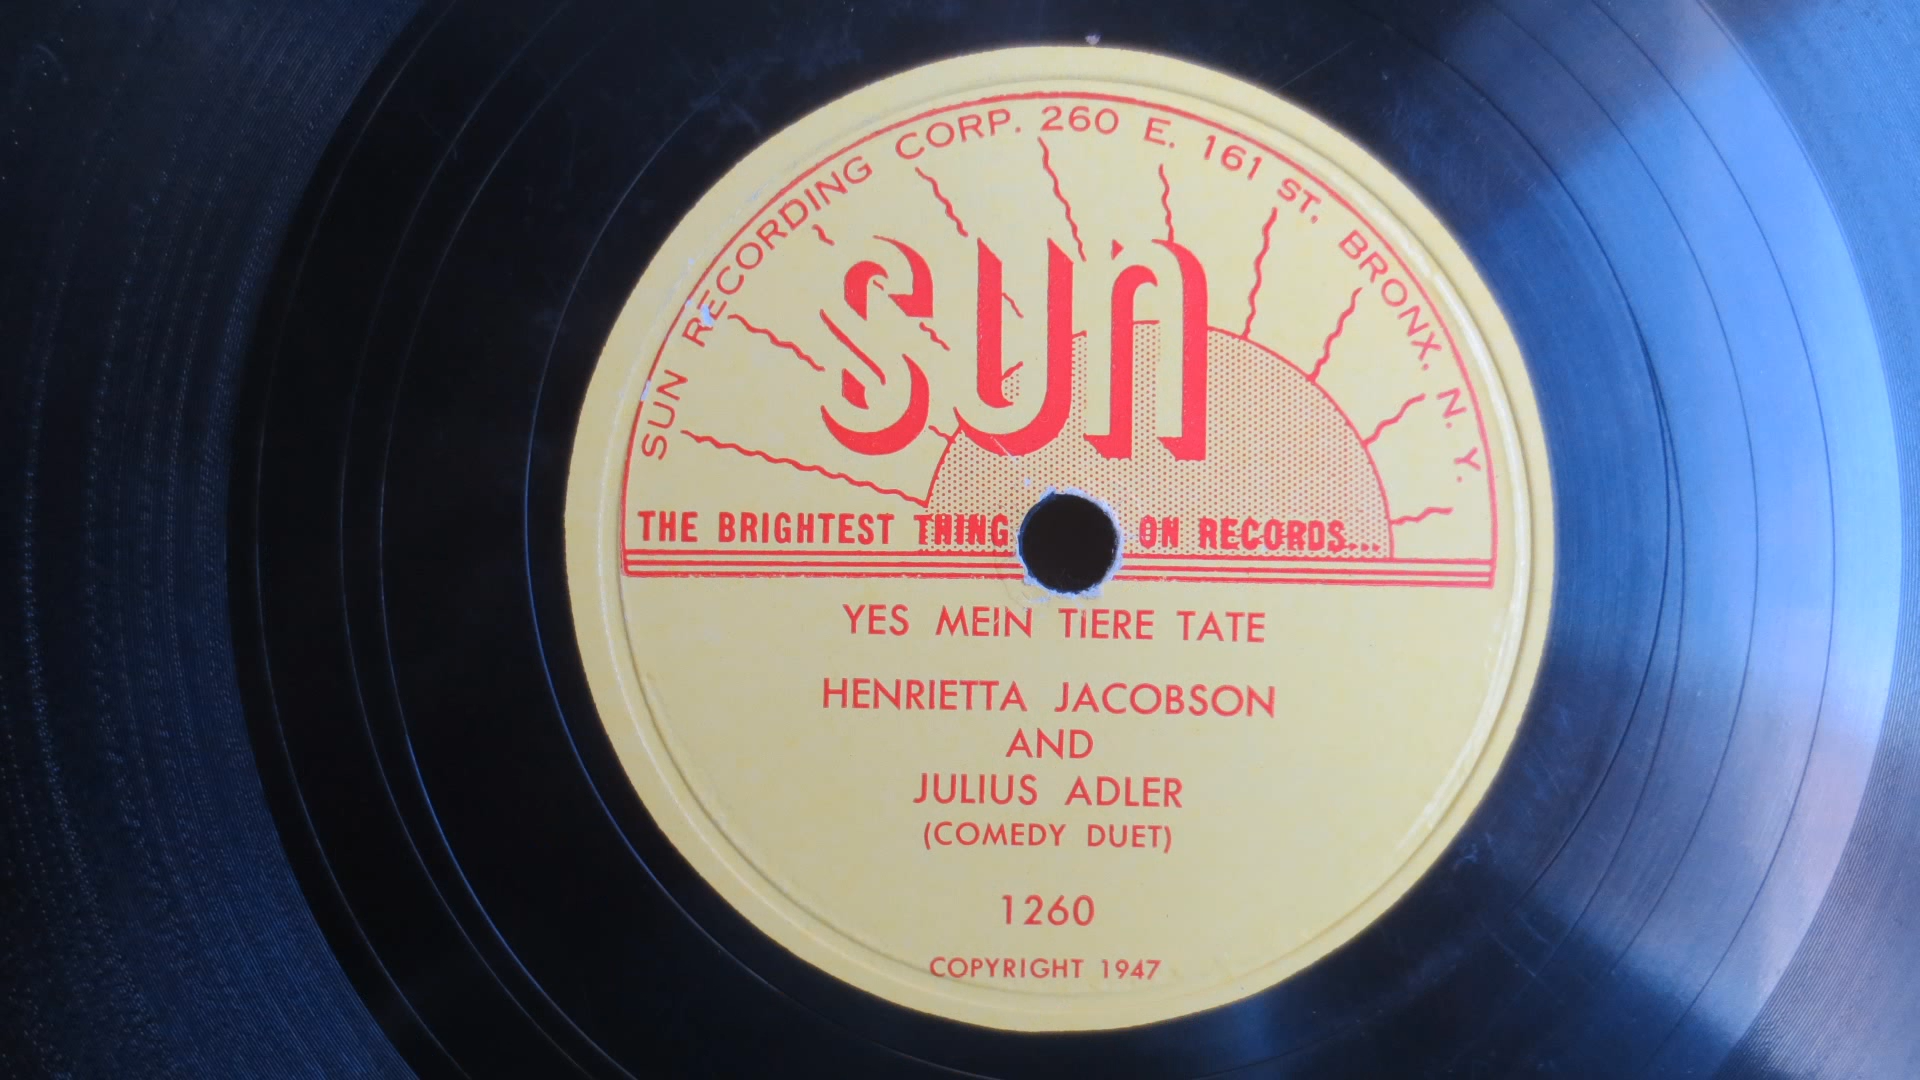 SUN RECORDING CORP. 260 E. 161 ST. BRONX, N. Y.
SUN
THE BRIGHTEST THING ON RECORDS...
YES MEIN TIERE TATE
HENRIETTA JACOBSON
AND
JULIUS ADLER
(COMEDY DUET)
1260
COPYRIGHT 1947